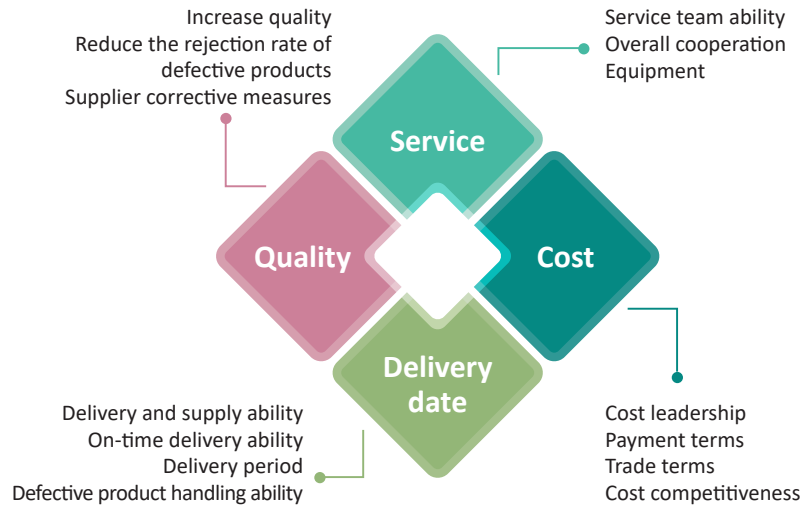 Increase quality
Reduce the rejection rate of
defective products
Supplier corrective measures
Service team ability
Overall cooperation
Equipment
Service
Quality
Cost
Delivery
date
Delivery and supply ability
On-time delivery ability
Delivery period
Defective product handling ability
Cost leadership
Payment terms
Trade terms
Cost competitiveness